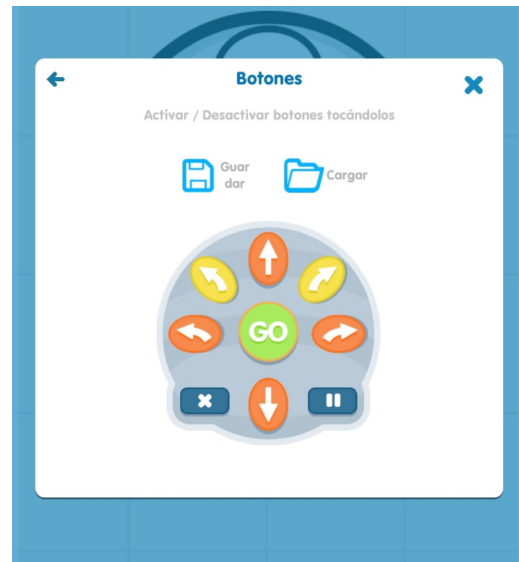 Botones
Activar / Desactivar botones tocándolos
Guar
dar
Cargar
GO